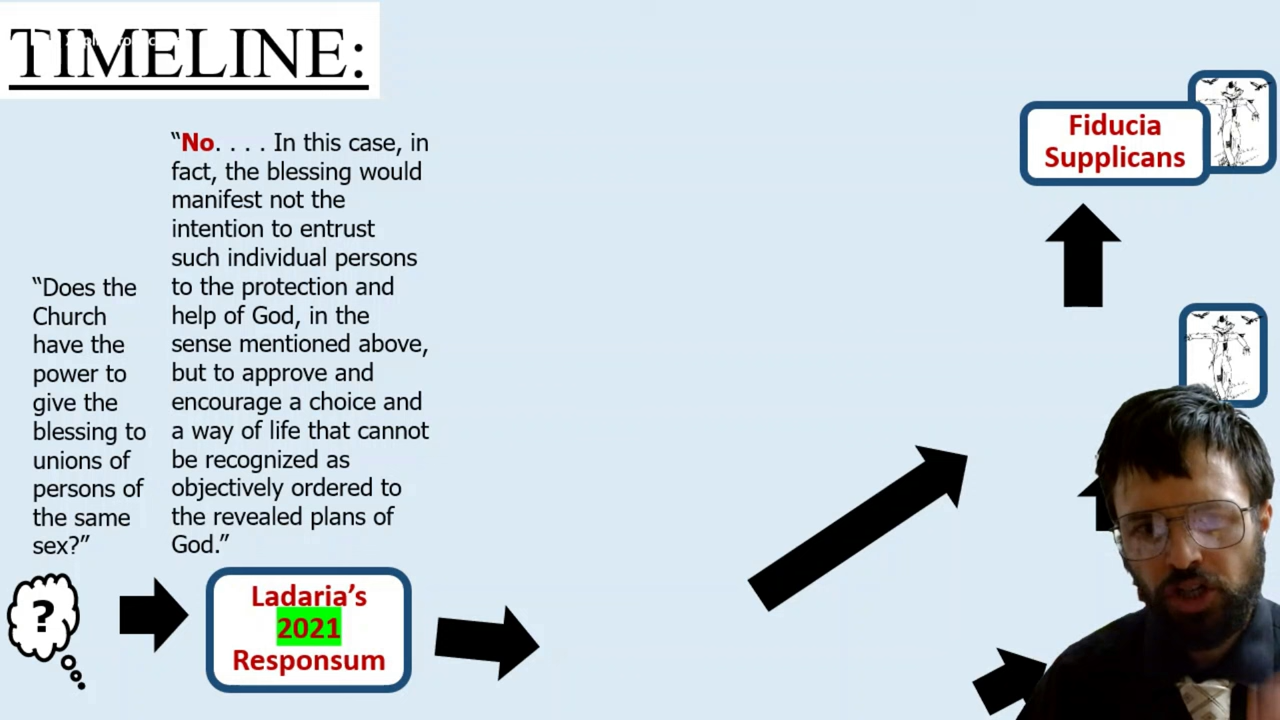 TIMELINE:
“Does the
Church
have the
power to
give the
blessing to
unions of
persons of
the same
sex?”
“No. . . . In this case, in
fact, the blessing would
manifest not the
intention to entrust
such individual persons
to the protection and
help of God, in the
sense mentioned above,
but to approve and
encourage a choice and
a way of life that cannot
be recognized as
objectively ordered to
the revealed plans of
God.”
?
Ladaria’s
2021
Responsum
Fiducia
Supplicans